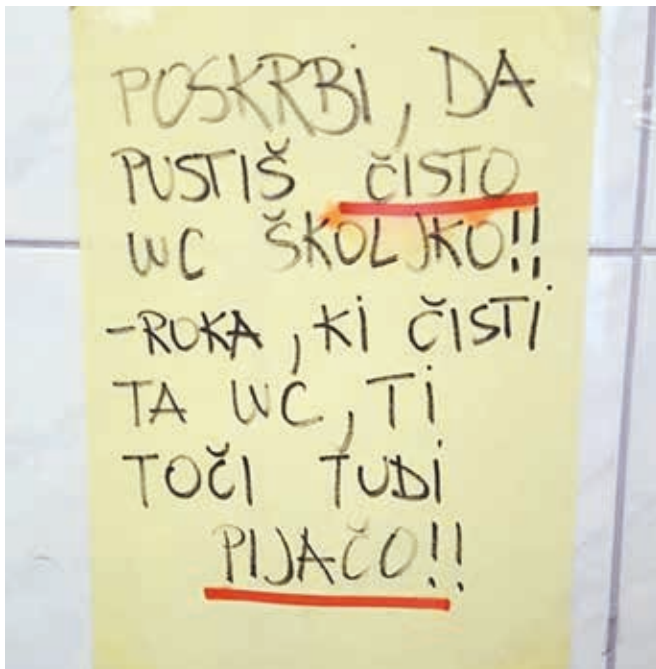 POSKRBi, DA
PUSTIŠ ČISTO
WC ŠKOLJKO!!
-ROKA, Ki ČISTi
TA WC, Ti
TOČI TUDi
PIJAČO!!